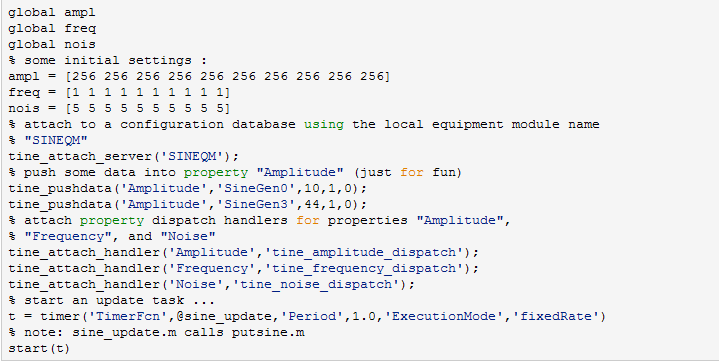 global ampl
global freq
global nois
% some initial settings :
ampl = [256 256 256 256 256 256 256 256 256 256]
freq = [1 1 1 1 1 1 1 1 1 1]
nois = [5 5 5 5 5 5 5 5 5 5]
% attach to a configuration database using the local equipment module name
% "SINEQM"
tine_attach_server('SINEQM');
% push some data into property "Amplitude" (just for fun)
tine_pushdata('Amplitude','SineGen0',10,1,0);
tine_pushdata('Amplitude','SineGen3',44,1,0);
% attach property dispatch handlers for properties "Amplitude",
% "Frequency", and "Noise"
tine_attach_handler('Amplitude','tine_amplitude_dispatch');
tine_attach_handler('Frequency','tine_frequency_dispatch');
tine_attach_handler('Noise','tine_noise_dispatch');
% start an update task ...
t = timer('TimerFcn',@sine_update,'Period',1.0,'ExecutionMode','fixedRate')
% note: sine_update.m calls putsine.m
start(t)